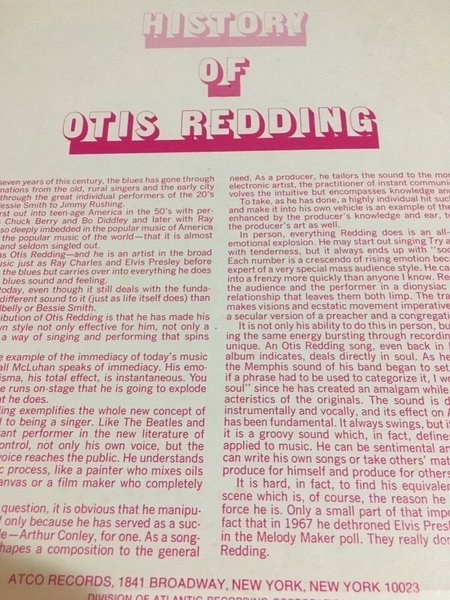 HISTORY
OF
OTIS REDDING
seven years of this century, the blues has gone through
mations from the old, rural singers and the early city
through the great individual performers of the 20's
Bessie Smith to Jimmy Rushing.
rst out into teen-age America in the 50's with per-
Chuck Berry and Bo Diddley and later with Ray
so deeply imbedded in the popular music of America
the popular music of the world—that it is almost
and seldom singled out.
ss Otis Redding—and he is an artist in the broad
usic just as Ray Charles and Elvis Presley before
the blues but carries over into everything he does
blues sound and feeling.
today, even though it still deals with the funda-
different sound to it (just as life itself does) than
dbelly or Bessie Smith.
ibution of Otis Redding is that he has made his
wn style not only effective for him, not only a
a way of singing and performing that spins
e example of the immediacy of today's music
all McLuhan speaks of immediacy. His emo-
isma, his total effect, is instantaneous. You
e runs on-stage that he is going to explode
at he does.
ding exemplifies the whole new concept of
d to being a singer. Like The Beatles and
tant performer in the new literature of
control, not only his own voice, but the
voice reaches the public. He understands
c process, like a painter who mixes oils
anvas or a film maker who completely
question, it is obvious that he manipu-
f only because he has served as a suc-
le—Arthur Conley, for one. As a song-
hapes a composition to the general
need. As a producer, he tailors the sound to the mo
electronic artist, the practitioner of instant communi
volves the intuitive but encompasses knowledge an
To take, as he has done, a highly individual hit suc
and make it into his own vehicle is an example of the
enhanced by the producer's knowledge and ear, t
the producer's art as well.
In person, everything Redding does is an all-
emotional explosion. He may start out singing Try a
with tenderness, but it always ends up with "soc
Each number is a crescendo of rising emotion beca
expert of a very special mass audience style. He ca
into a frenzy more quickly than anyone I know. Re
the audience and the performer in a dionysiac
relationship that leaves them both limp. The tra
makes visions and ecstatic movement imperative
a secular version of a preacher and a congregati
It is not only his ability to do this in person, bu
ing the same energy bursting through recording
unique. An Otis Redding song, even back in t
album indicates, deals directly in soul. As he
the Memphis sound of his band began to set
if a phrase had to be used to categorize it, I wo
soul" since he has created an amalgam while
acteristics of the originals. The sound is d
instrumentally and vocally, and its effect on A
has been fundamental. It always swings, but i
it is a groovy sound which, in fact, define
applied to music. He can be sentimental an
can write his own songs or take others' mat
produce for himself and produce for others
It is hard, in fact, to find his equivalen
scene which is, of course, the reason he
force he is. Only a small part of that impo
fact that in 1967 he dethroned Elvis Pres
in the Melody Maker poll. They really do
Redding.
ATCO RECORDS, 1841 BROADWAY, NEW YORK, NEW YORK 10023
DIVISION OF ATLANTIC RECORDING CORPORATION